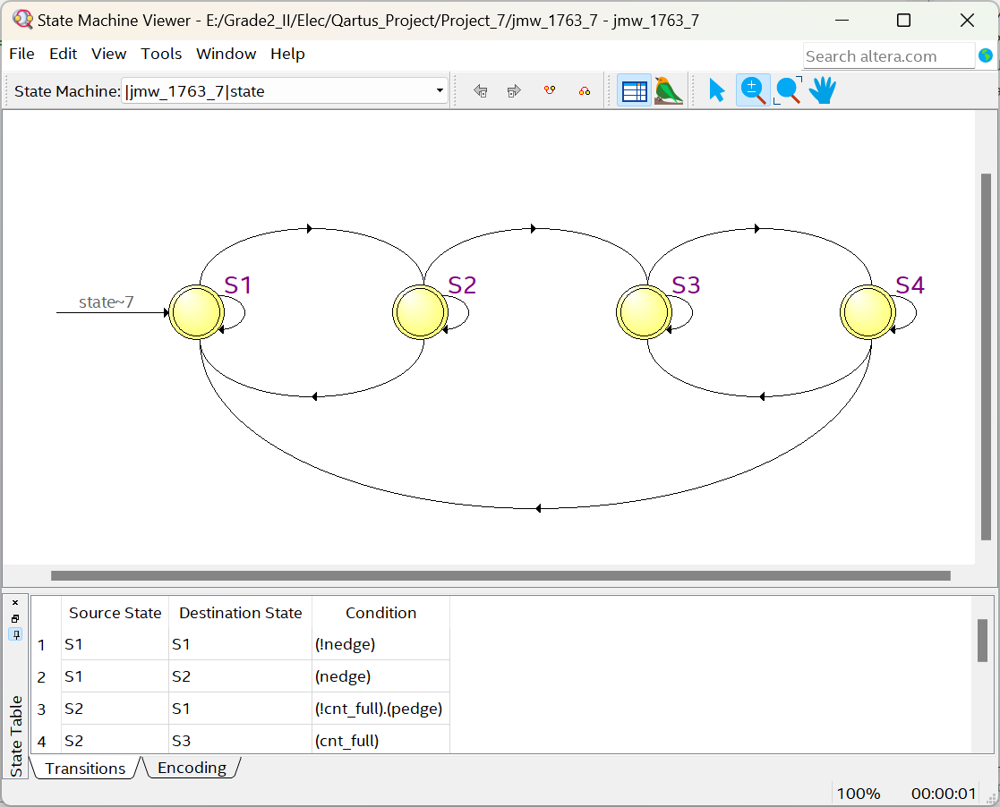 State Machine Viewer - E:/Grade2_II/Elec/Qartus_Project/Project_7/jmw_1763_7 - jmw_1763_7
File Edit View Tools Window Help
Search altera.com
State Machine: |jmw_1763_7|state
state~7
S1
S2
S3
S4
Source State Destination State Condition
1 S1 S1 (!nedge)
2 S1 S2 (nedge)
3 S2 S1 (!cnt_full).(pedge)
4 S2 S3 (cnt_full)
State Table
Transitions Encoding
100% 00:00:01